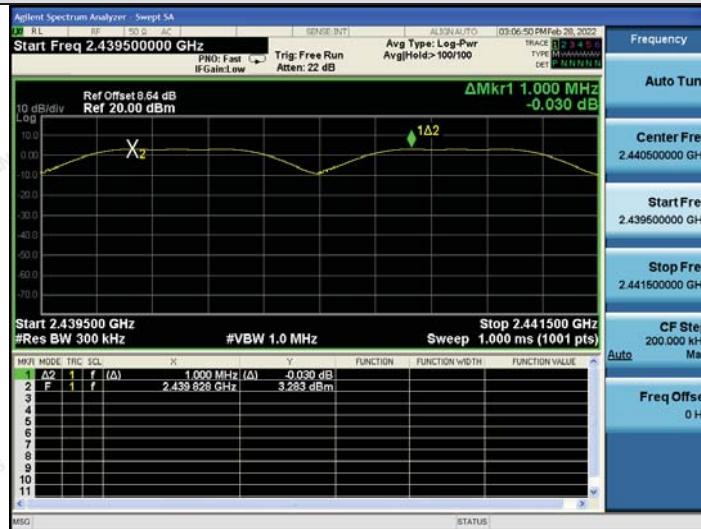 Agilent Spectrum Analyzer - Swept SA
RL RF 50 Ω AC SENSE:INT ALIGN AUTO 03:06:50 PM Feb 28, 2022
Start Freq 2.439500000 GHz
PNO: Fast
IFGain:Low
Trig: Free Run
Atten: 22 dB
Avg Type: Log-Pwr
Avg|Hold:> 100/100
TRACE 1 2 3 4 5 6
TYPE
DET P N N N N N
ΔMkr1 1.000 MHz
-0.030 dB
Ref Offset 8.64 dB
10 dB/div Ref 20.00 dBm
Log
10.0
0.00
-10.0
-20.0
-30.0
-40.0
-50.0
-60.0
-70.0
X2
1Δ2
Start 2.439500 GHz Stop 2.441500 GHz
#Res BW 300 kHz #VBW 1.0 MHz Sweep 1.000 ms (1001 pts)
MKR MODE TRC SCL X Y FUNCTION FUNCTION WIDTH FUNCTION VALUE
1 Δ2 1 f (Δ) 1.000 MHz (Δ) -0.030 dB
2 F 1 f 2.439 828 GHz 3.283 dBm
3
4
5
6
7
8
9
10
11
MSG STATUS
Frequency
Auto Tun
Center Fre
2.440500000 GH
Start Fre
2.439500000 GH
Stop Fre
2.441500000 GH
CF Ste
200.000 kH
Auto Ma
Freq Offse
0 H